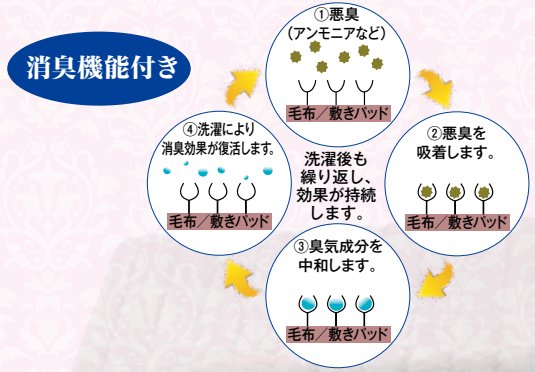 消臭機能付き
①悪臭
(アンモニアなど)
毛布/敷きパッド
②悪臭を
吸着します。
毛布/敷きパッド
③臭気成分を
中和します。
毛布/敷きパッド
④洗濯により
消臭効果が復活します。
毛布/敷きパッド
洗濯後も
繰り返し、
効果が持続
します。